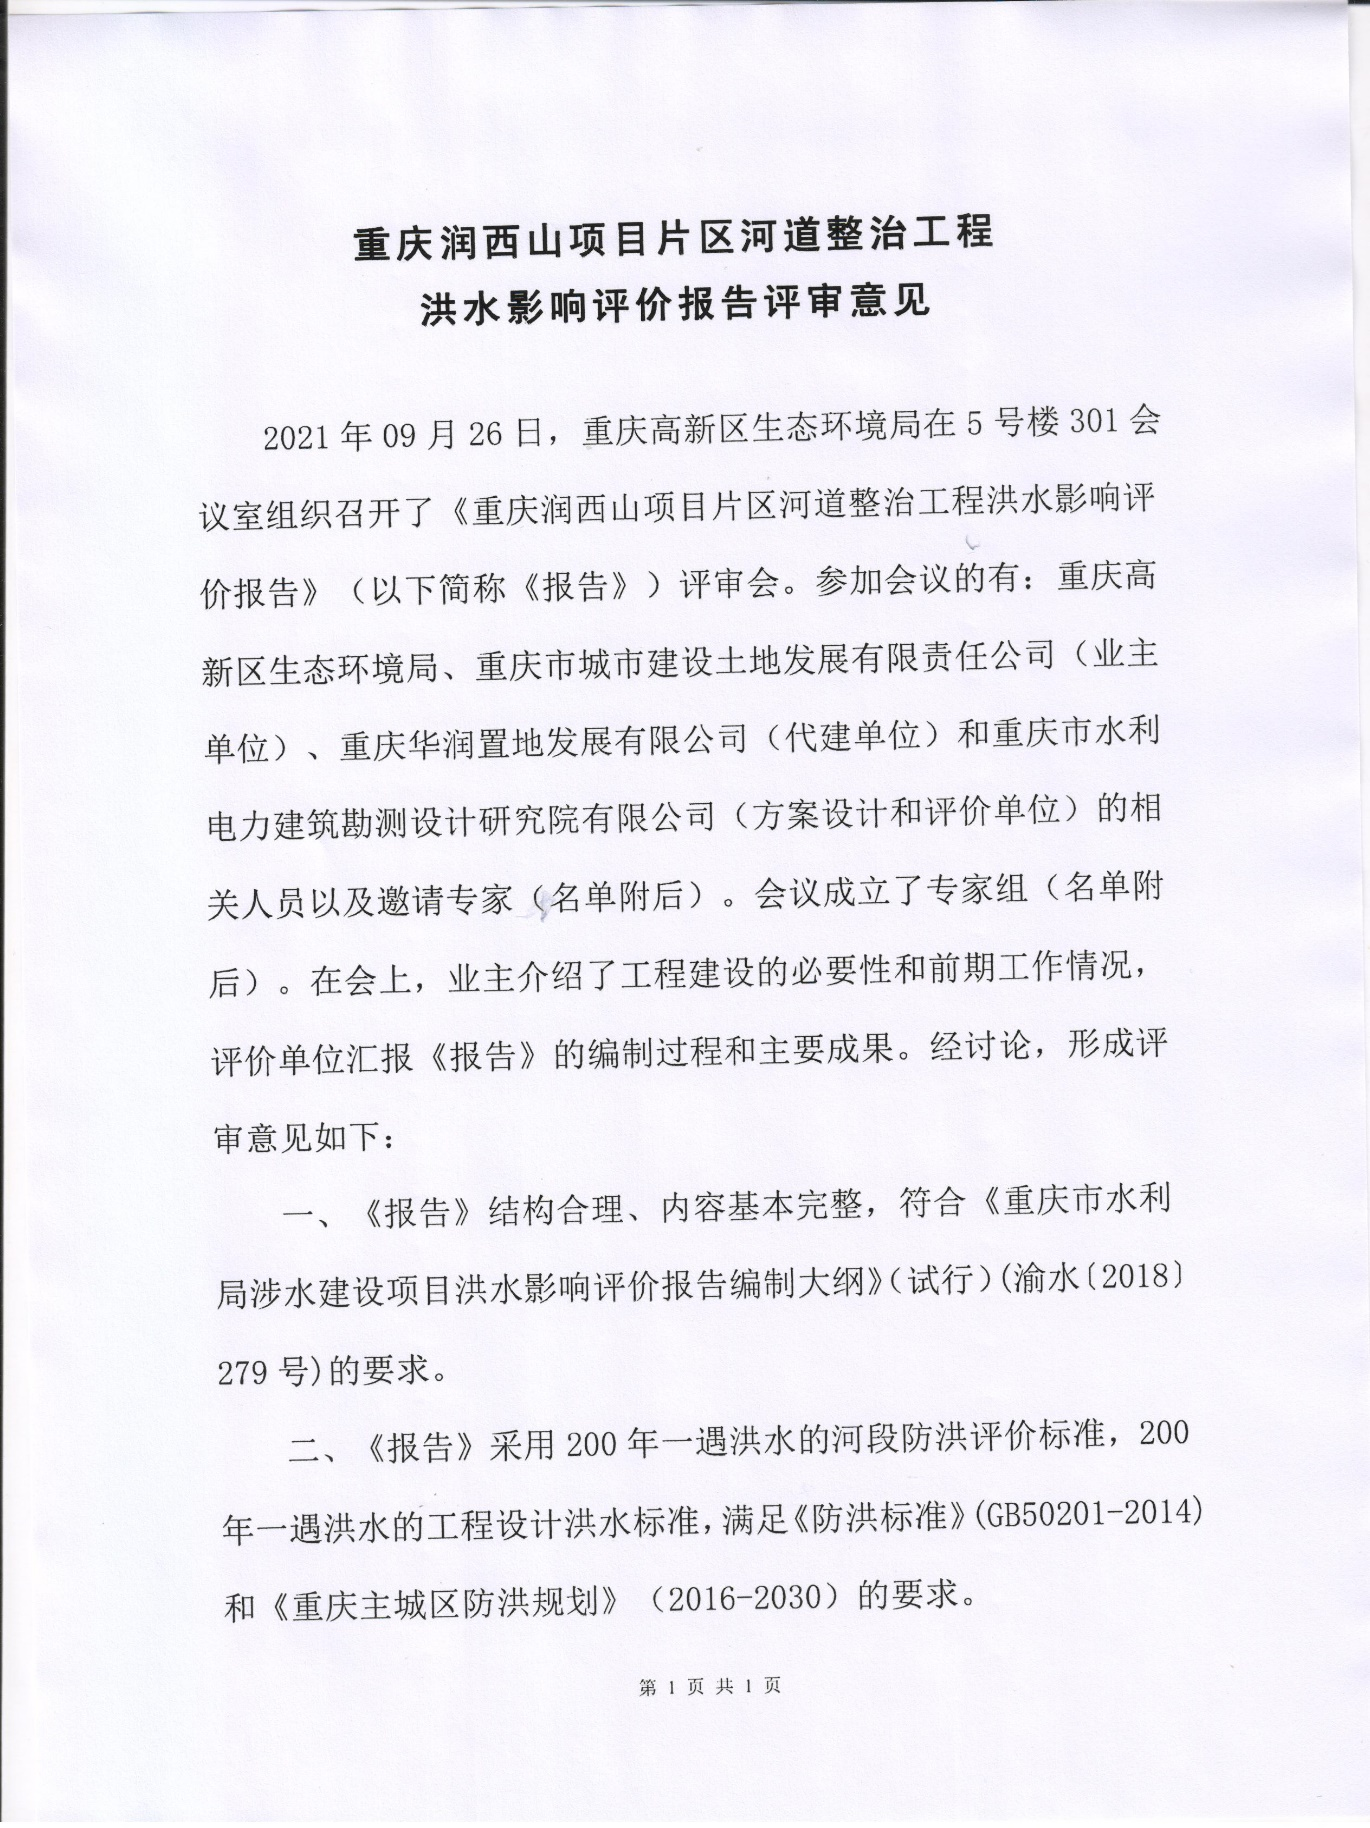 重庆润西山项目片区河道整治工程
洪水影响评价报告评审意见
2021年09月26日，重庆高新区生态环境局在5号楼301会
议室组织召开了《重庆润西山项目片区河道整治工程洪水影响评
价报告》（以下简称《报告》）评审会。参加会议的有：重庆高
新区生态环境局、重庆市城市建设土地发展有限责任公司（业主
单位）、重庆华润置地发展有限公司（代建单位）和重庆市水利
电力建筑勘测设计研究院有限公司（方案设计和评价单位）的相
关人员以及邀请专家（名单附后）。会议成立了专家组（名单附
后）。在会上，业主介绍了工程建设的必要性和前期工作情况，
评价单位汇报《报告》的编制过程和主要成果。经讨论，形成评
审意见如下：
一、《报告》结构合理、内容基本完整，符合《重庆市水利
局涉水建设项目洪水影响评价报告编制大纲》（试行）(渝水〔2018〕
279号)的要求。
二、《报告》采用200年一遇洪水的河段防洪评价标准，200
年一遇洪水的工程设计洪水标准，满足《防洪标准》(GB50201-2014)
和《重庆主城区防洪规划》（2016-2030）的要求。
第 1 页 共 1 页